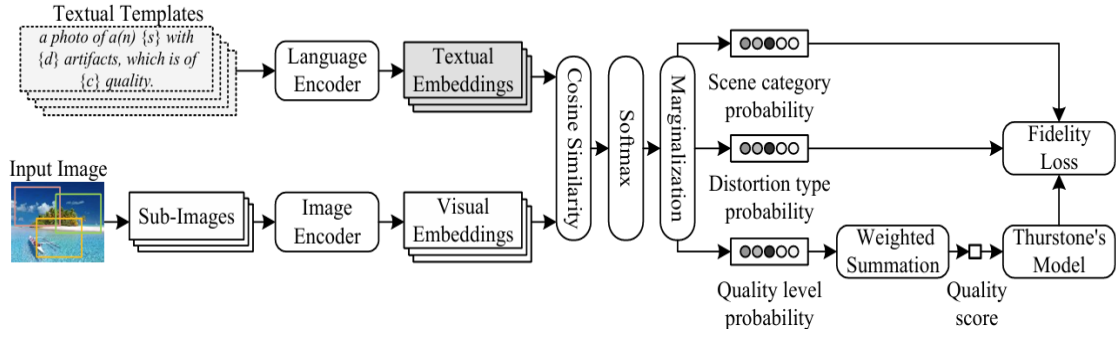 Textual Templates
a photo of a(n) {s} with
{d} artifacts, which is of
{c} quality.
Language
Encoder
Textual
Embeddings
Input Image
Sub-Images
Image
Encoder
Visual
Embeddings
Cosine Similarity
Softmax
Marginalization
Scene category
probability
Distortion type
probability
Quality level
probability
Weighted
Summation
Quality
score
Thurstone's
Model
Fidelity
Loss